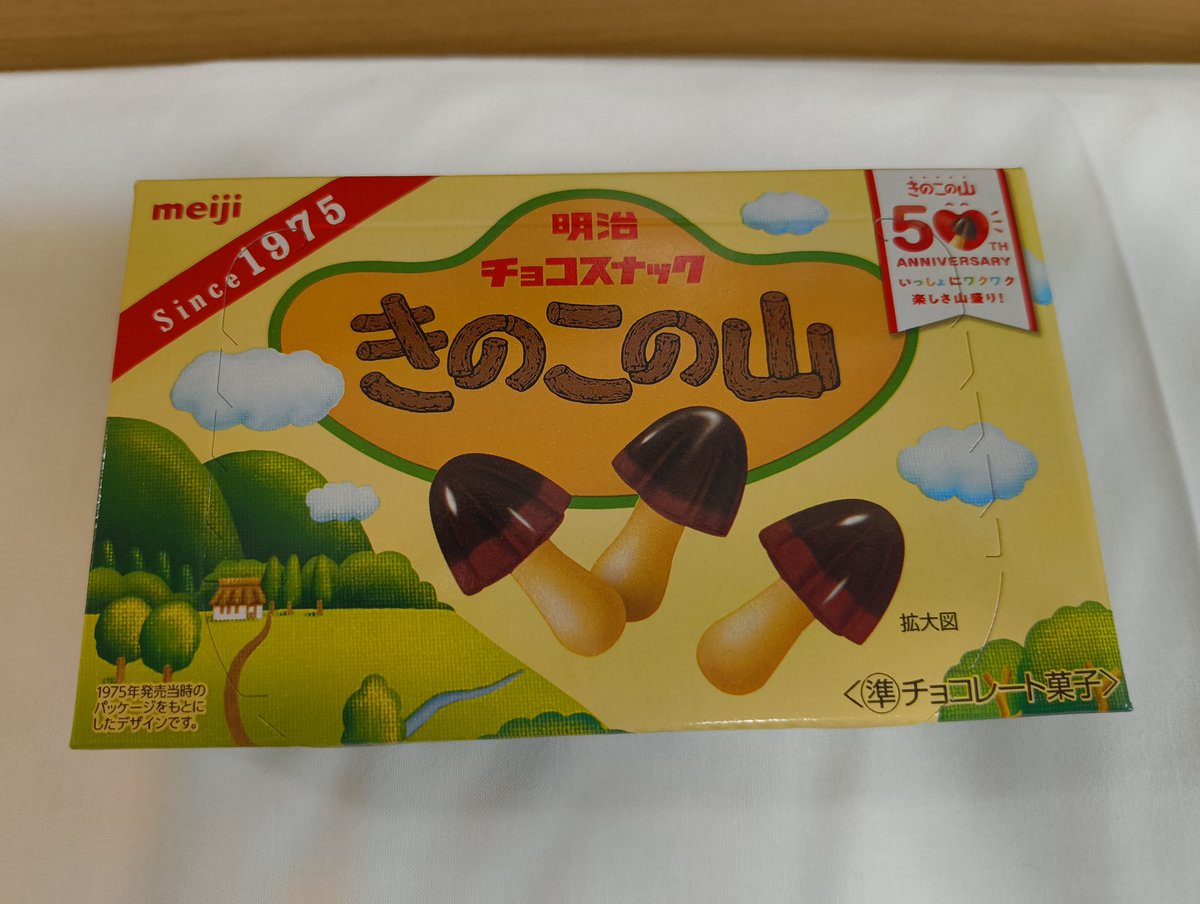 meiji
Since1975
明治
チョコスナック
きのこの山
きのこの山
50TH
ANNIVERSARY
いっしょにワクワク
楽しさ山盛り!
拡大図
1975年発売当時の
パッケージをもとに
したデザインです。
<準チョコレート菓子>